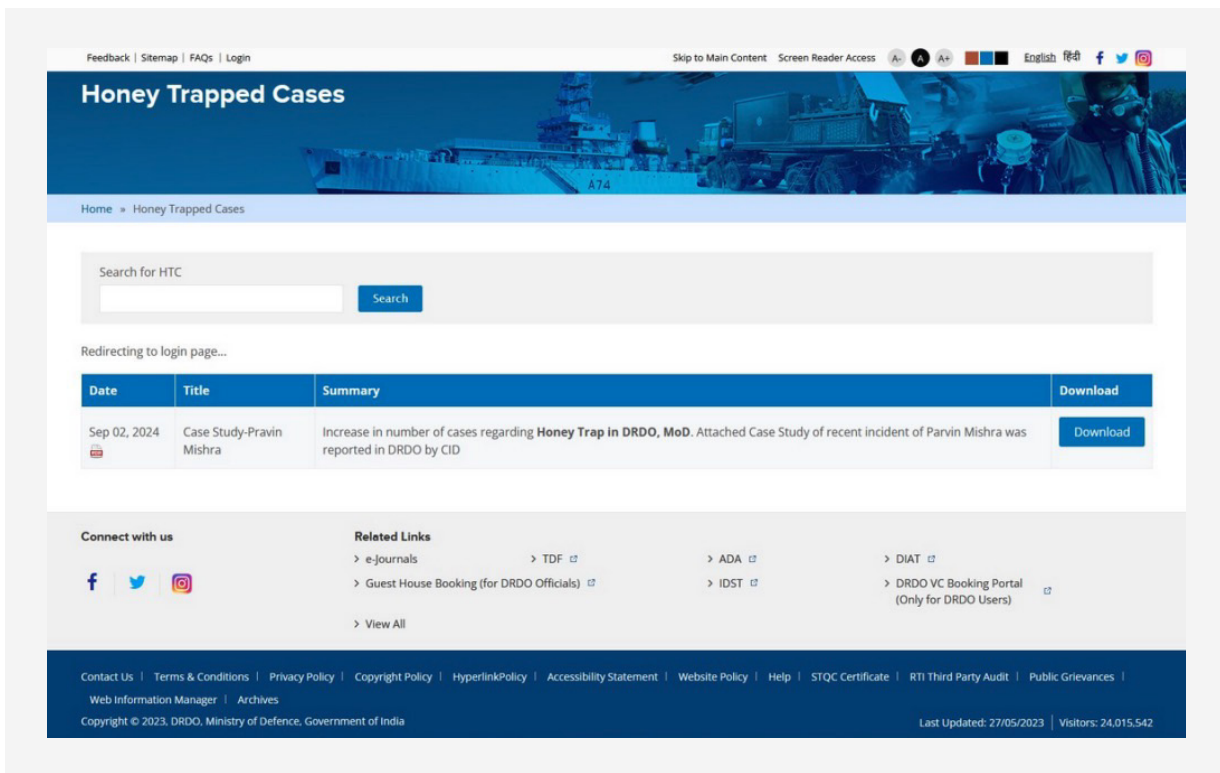 Feedback | Sitemap | FAQs | Login
Skip to Main Content Screen Reader Access A- A A+ English हिंदी
Honey Trapped Cases
A74
Home » Honey Trapped Cases
Search for HTC
Search
Redirecting to login page...
Date Title Summary Download
Sep 02, 2024 Case Study-Pravin Increase in number of cases regarding Honey Trap in DRDO, MoD. Attached Case Study of recent incident of Parvin Mishra was Download
Mishra reported in DRDO by CID
Connect with us Related Links
> e-Journals > TDF > ADA > DIAT
> Guest House Booking (for DRDO Officials) > IDST > DRDO VC Booking Portal
(Only for DRDO Users)
> View All
Contact Us | Terms & Conditions | Privacy Policy | Copyright Policy | HyperlinkPolicy | Accessibility Statement | Website Policy | Help | STQC Certificate | RTI Third Party Audit | Public Grievances |
Web Information Manager | Archives
Copyright © 2023, DRDO, Ministry of Defence, Government of India Last Updated: 27/05/2023 | Visitors: 24,015,542